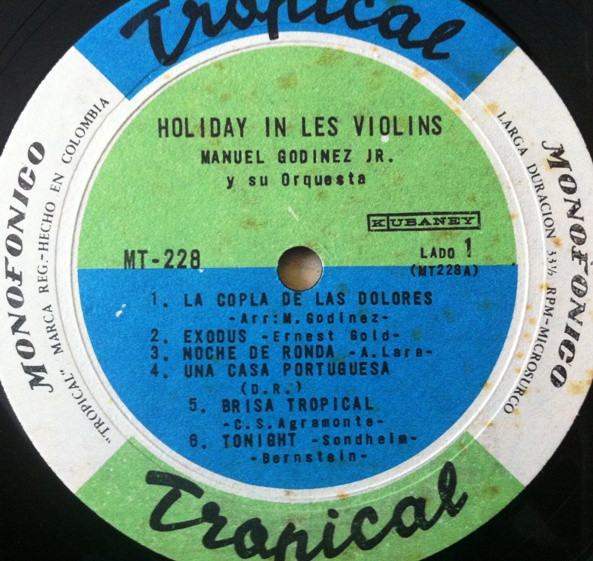 Tropical
HOLIDAY IN LES VIOLINS
MANUEL GODINEZ JR.
y su Orquesta
KUBANEY
MT-228
LADO 1
(MT228A)
1. LA COPLA DE LAS DOLORES
-Arr:M. Godinez-
2. EXODUS -Ernest Gold-
3. NOCHE DE RONDA -A.Lara-
4. UNA CASA PORTUGUESA
(D.R.)
5. BRISA TROPICAL
-C.S.Agramonte-
6. TONIGHT -Sondheim-
-Bernstein-
MONOFONICO
"TROPICAL" MARCA REG.-HECHO EN COLOMBIA
MONOFONICO
LARGA DURACION 33⅓ RPM-MICROSURCO
Tropical